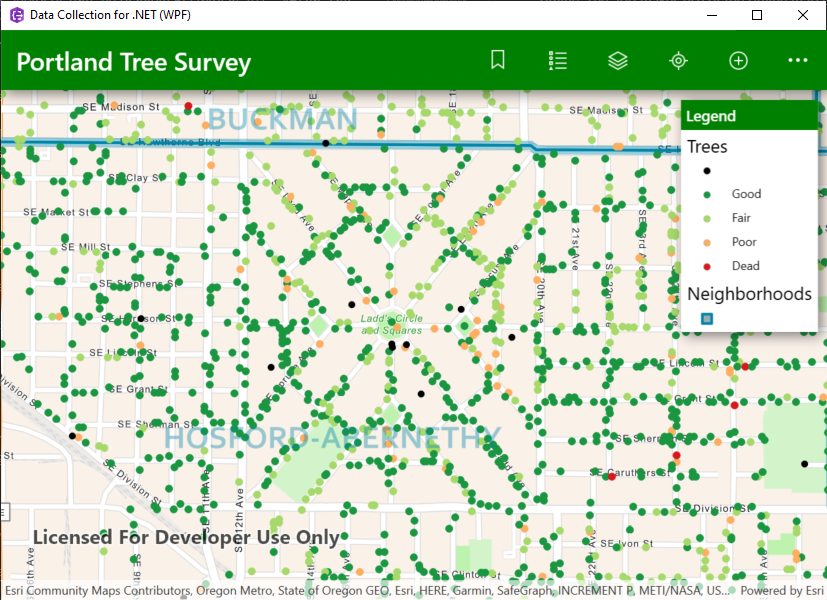 Data Collection for .NET (WPF)
Portland Tree Survey
SE Madison St
SE Madison St
BUCKMAN
Legend
Trees
Good
Fair
Poor
Dead
Neighborhoods
SE Clay St
SE Market St
SE Mill St
SE Stephens St
SE Harrison St
SE Lincoln St
SE Grant St
SE Sherman St
SE Division St
Ladd's Circle
and Squares
SE 20th Ave
SE 21st Ave
SE Lincoln St
Grant St
SE Sherman St
SE Caruthers St
SE Division St
SE Ivon St
SE Clinton St
HOSFORD-ABERNETHY
SE 11th Ave
SE 12th Ave
Licensed For Developer Use Only
Esri Community Maps Contributors, Oregon Metro, State of Oregon GEO, Esri, HERE, Garmin, SafeGraph, INCREMENT P, METI/NASA, US... Powered by Esri